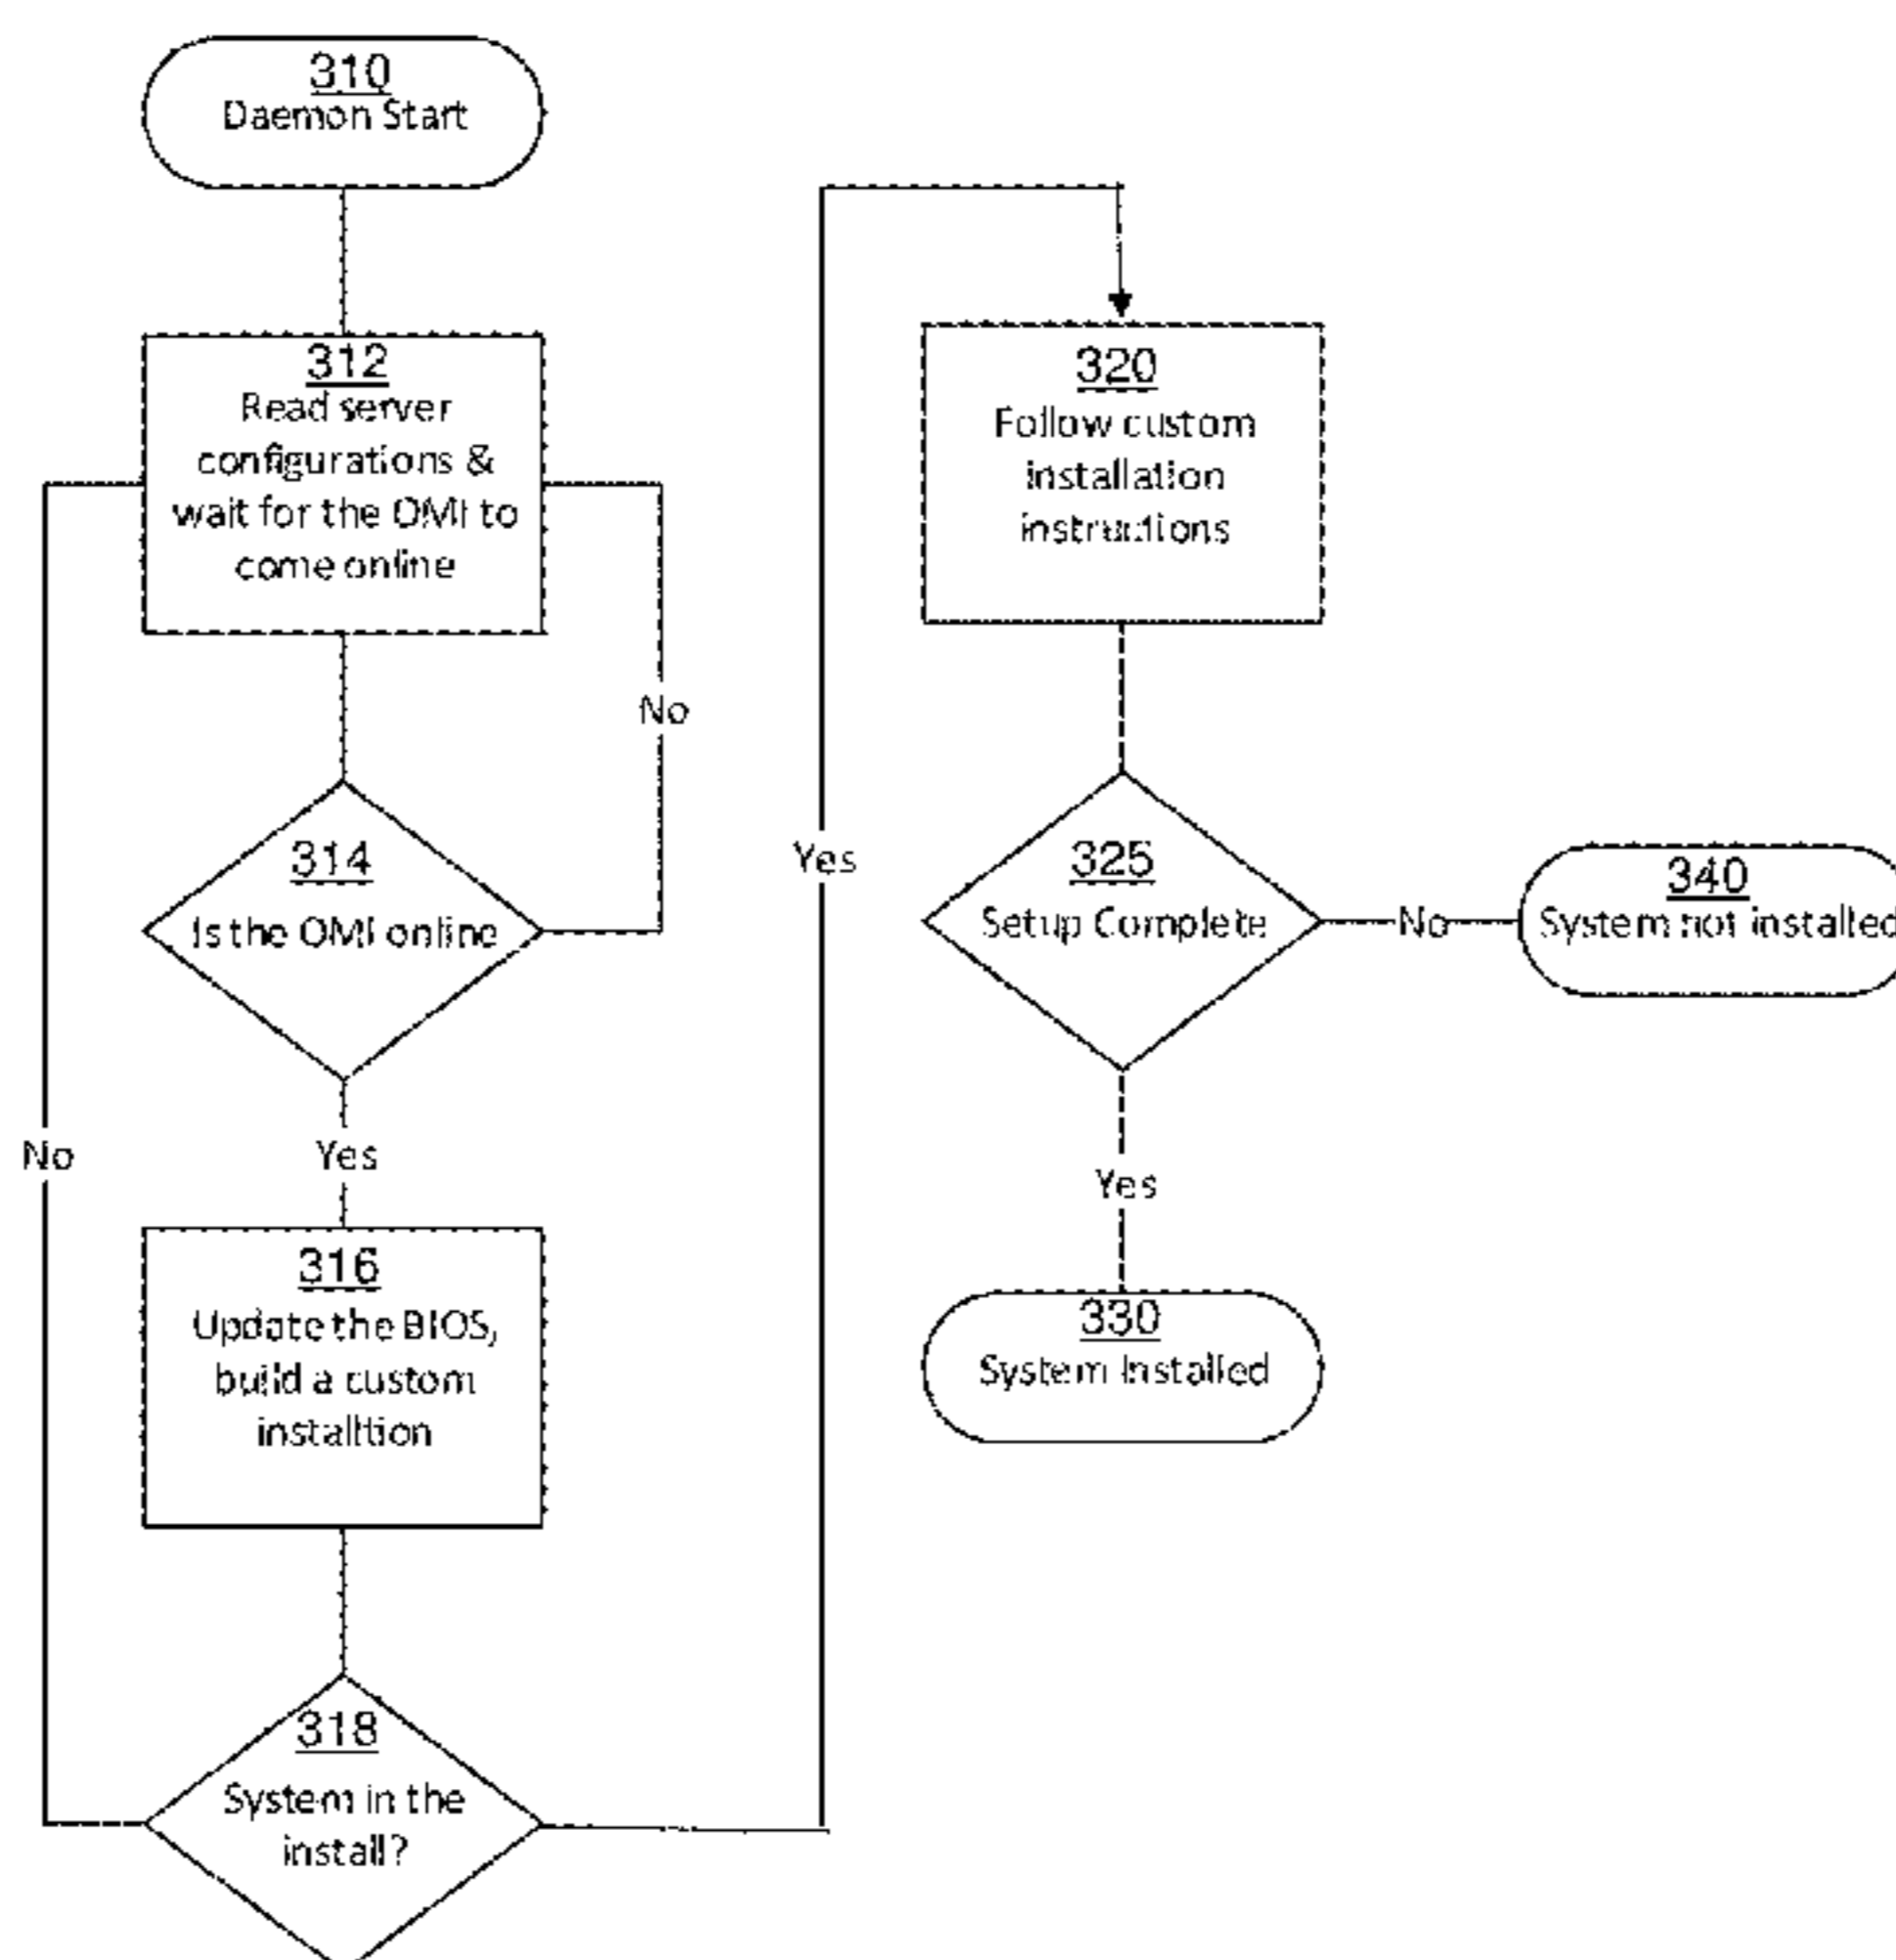 310
Daemon Start
312
Read server
configurations &
wait for the OMI to
come online
No
314
Is the OMI online
No
Yes
316
Update the BIOS,
build a custom
installtion
318
System in the
install?
Yes
320
Follow custom
installation
instructions
325
Setup Complete
No
340
System not installed
Yes
330
System Installed